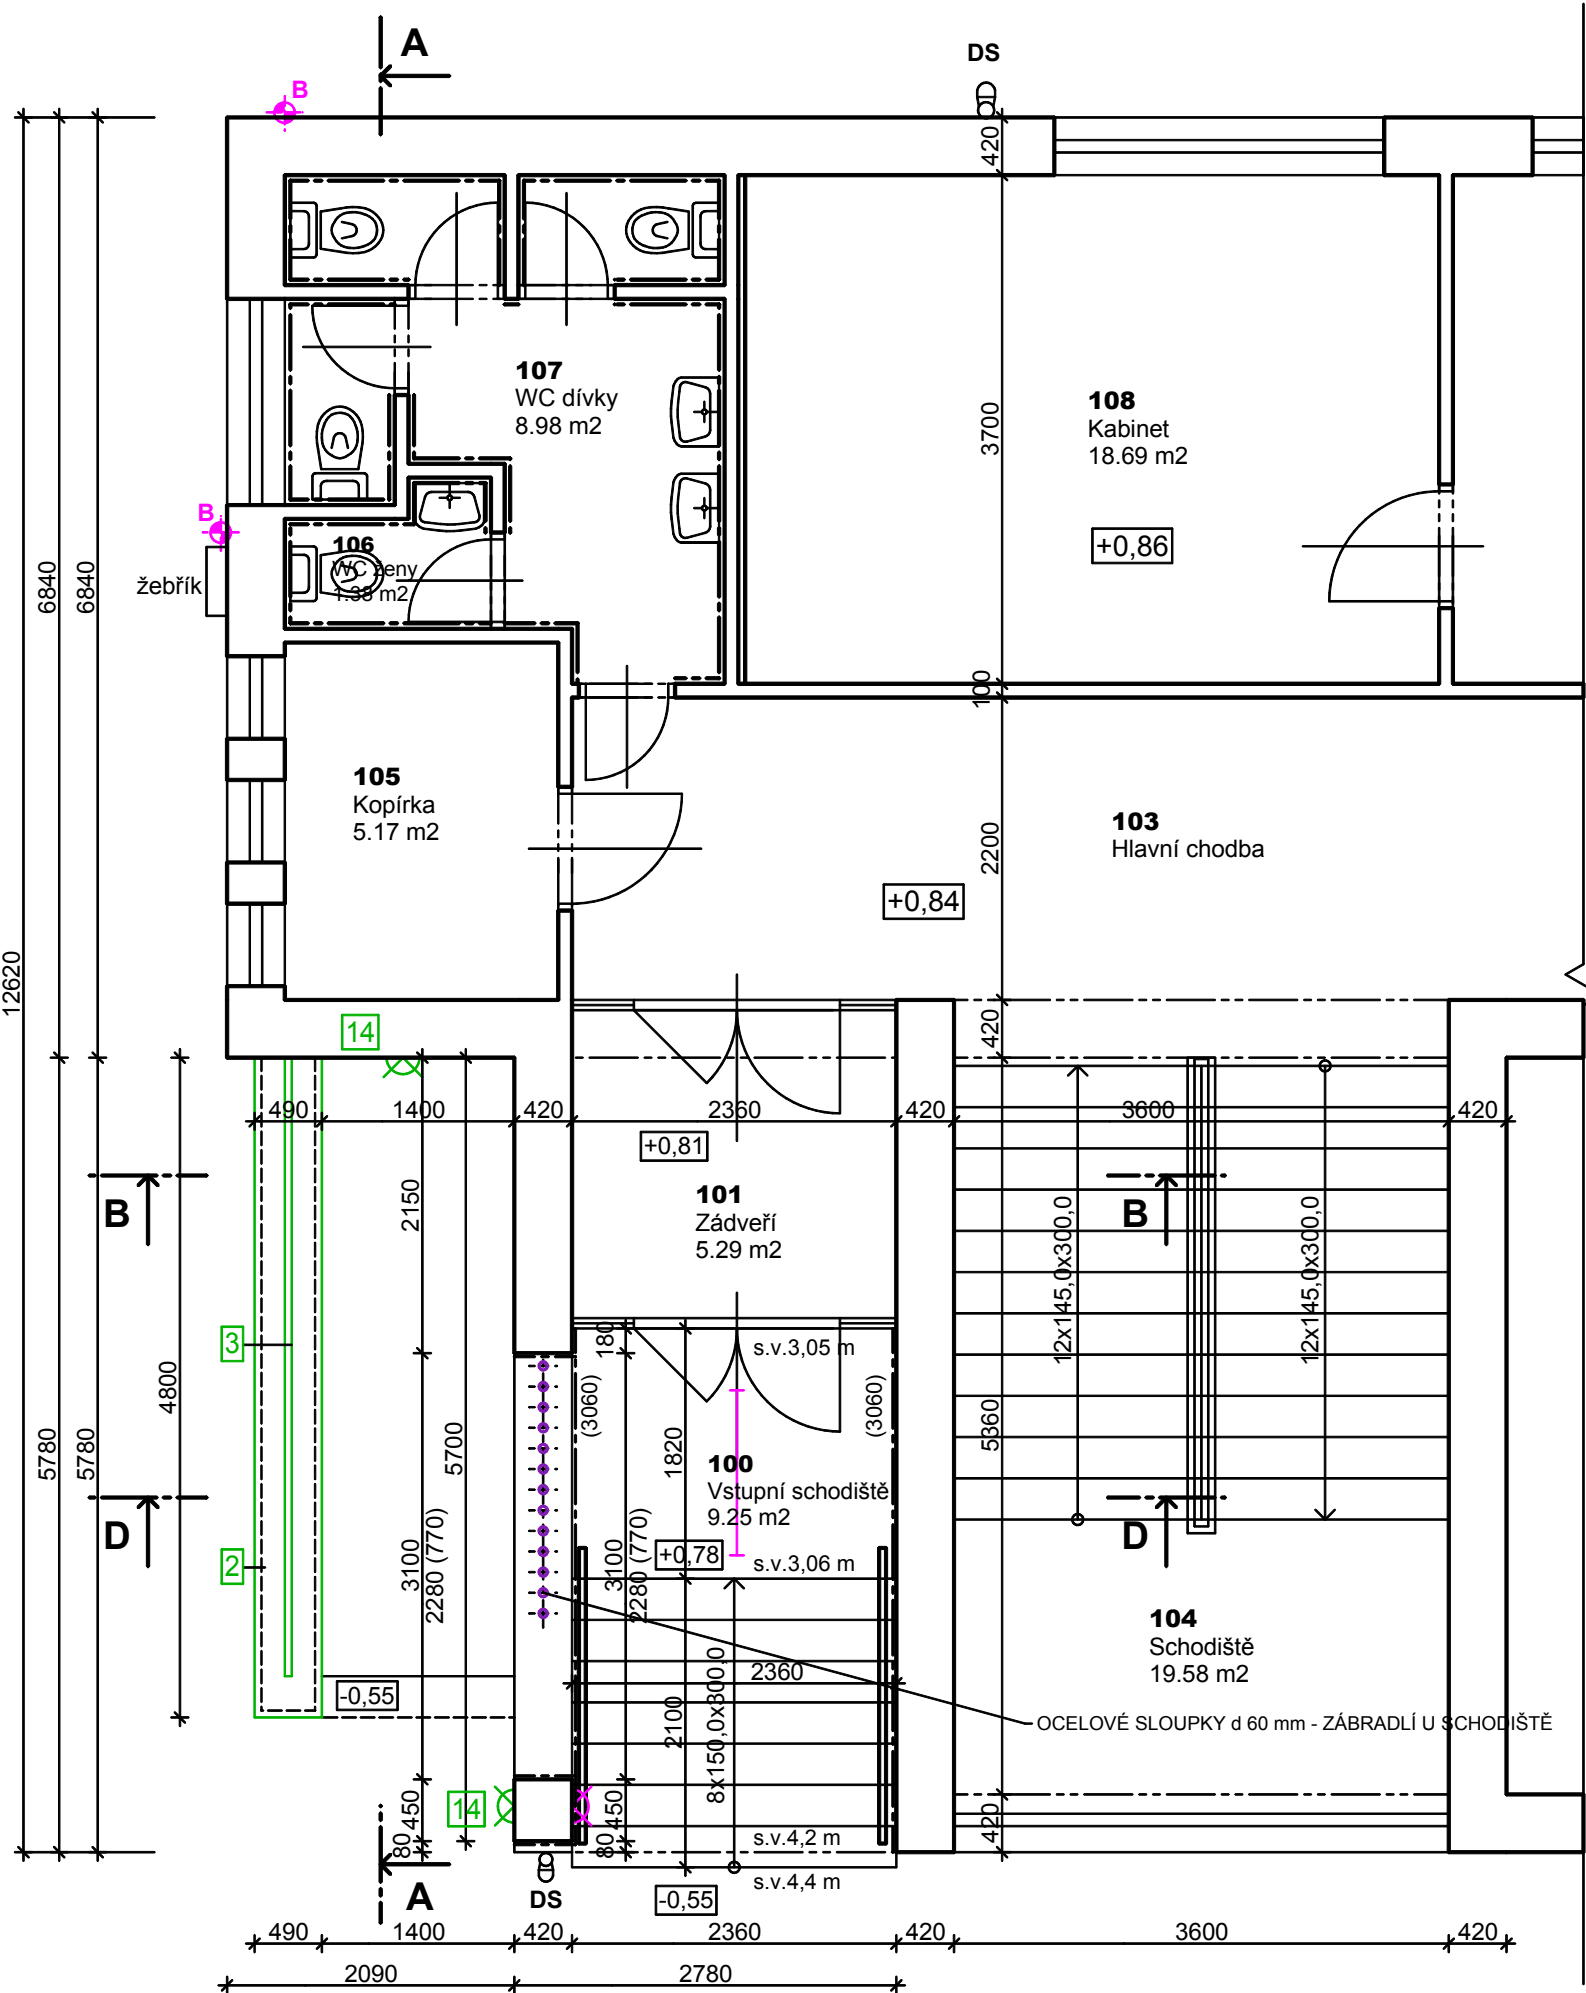 A
DS
B
420
107
WC dívky
8.98 m2
108
Kabinet
18.69 m2
3700
+0,86
B
106
WC ženy
1.38 m2
žebřík
6840
6840
100
105
Kopírka
5.17 m2
103
Hlavní chodba
2200
+0,84
12620
14
420
490
1400
420
2360
420
3600
420
+0,81
101
Zádveří
5.29 m2
B
2150
B
12x145,0x300,0
12x145,0x300,0
3
4800
180
s.v.3,05 m
(3060)
(3060)
5780
5780
5700
1820
5360
100
Vstupní schodiště
9.25 m2
D
D
2
3100
2280 (770)
3100
2280 (770)
+0,78
s.v.3,06 m
104
Schodiště
19.58 m2
2360
-0,55
2100
8x150,0x300,0
OCELOVÉ SLOUPKY d 60 mm - ZÁBRADLÍ U SCHODIŠTĚ
14
450
450
420
80
80
s.v.4,2 m
s.v.4,4 m
A
DS
-0,55
490
1400
420
2360
420
3600
420
2090
2780